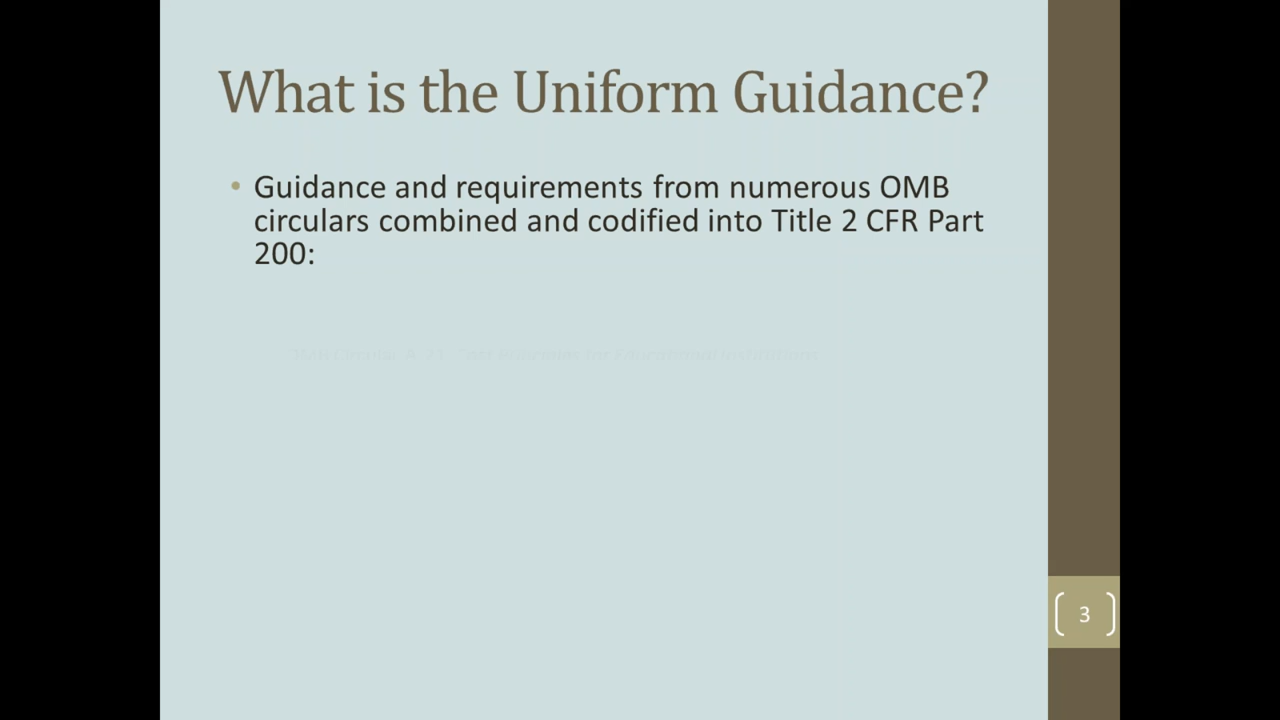 What is the Uniform Guidance?
• Guidance and requirements from numerous OMB
circulars combined and codified into Title 2 CFR Part
200:
3